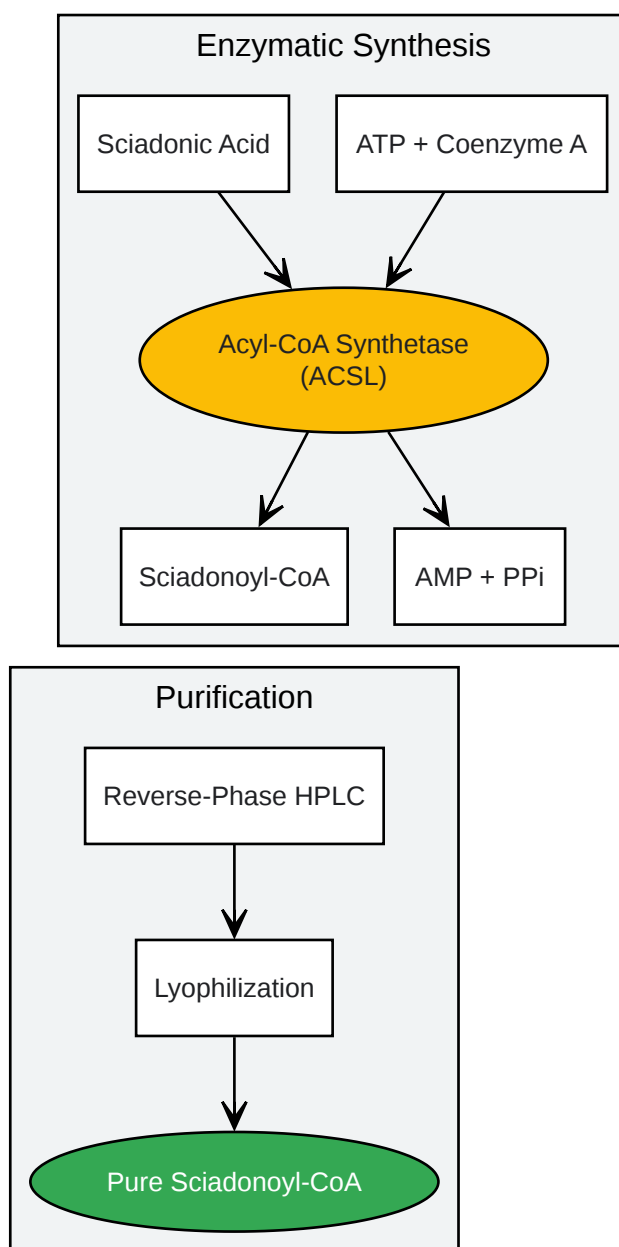 Enzymatic Synthesis
Sciadonic Acid
ATP + Coenzyme A
Acyl-CoA Synthetase
(ACSL)
Sciadonoyl-CoA
AMP + PPi
Purification
Reverse-Phase HPLC
Lyophilization
Pure Sciadonoyl-CoA